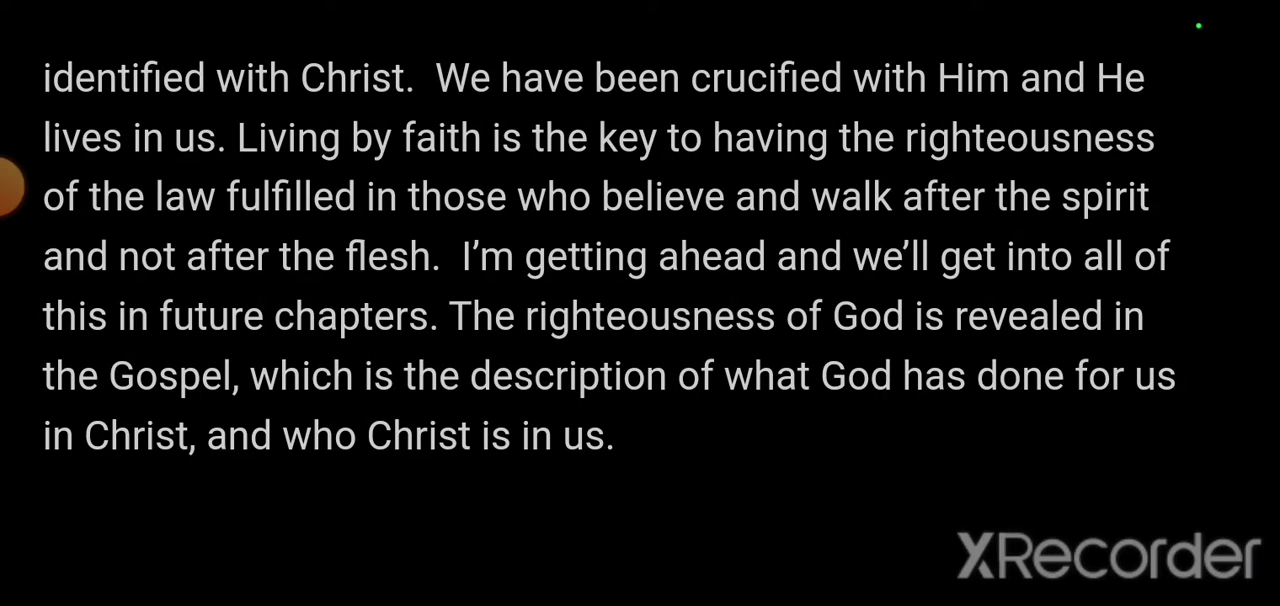 identified with Christ.  We have been crucified with Him and He
lives in us. Living by faith is the key to having the righteousness
of the law fulfilled in those who believe and walk after the spirit
and not after the flesh.  I’m getting ahead and we’ll get into all of
this in future chapters. The righteousness of God is revealed in
the Gospel, which is the description of what God has done for us
in Christ, and who Christ is in us.
XRecorder